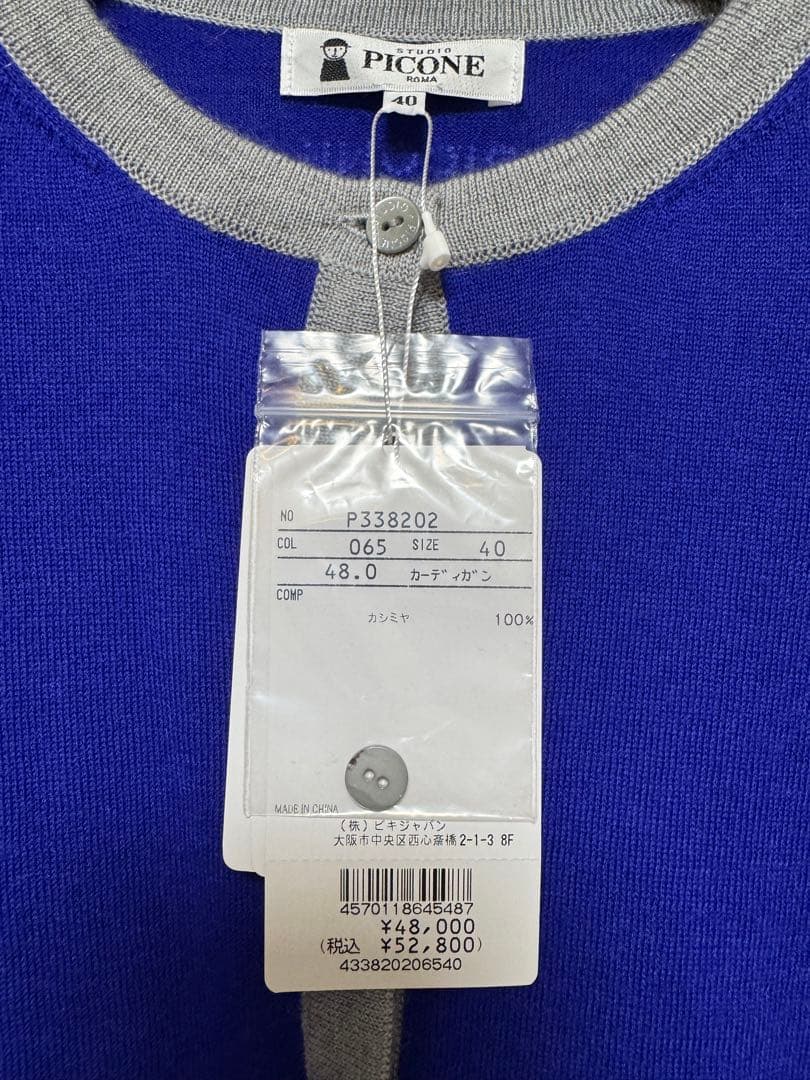 STUDIO
PICONE
ROMA
40
NO P338202
COL 065 SIZE 40
48.0 カーディガン
COMP
カシミヤ 100%
MADE IN CHINA
(株)ピキジャパン
大阪市中央区西心斎橋2-1-3 8F
4570118645487
¥48,000
(税込 ¥52,800)
433820206540